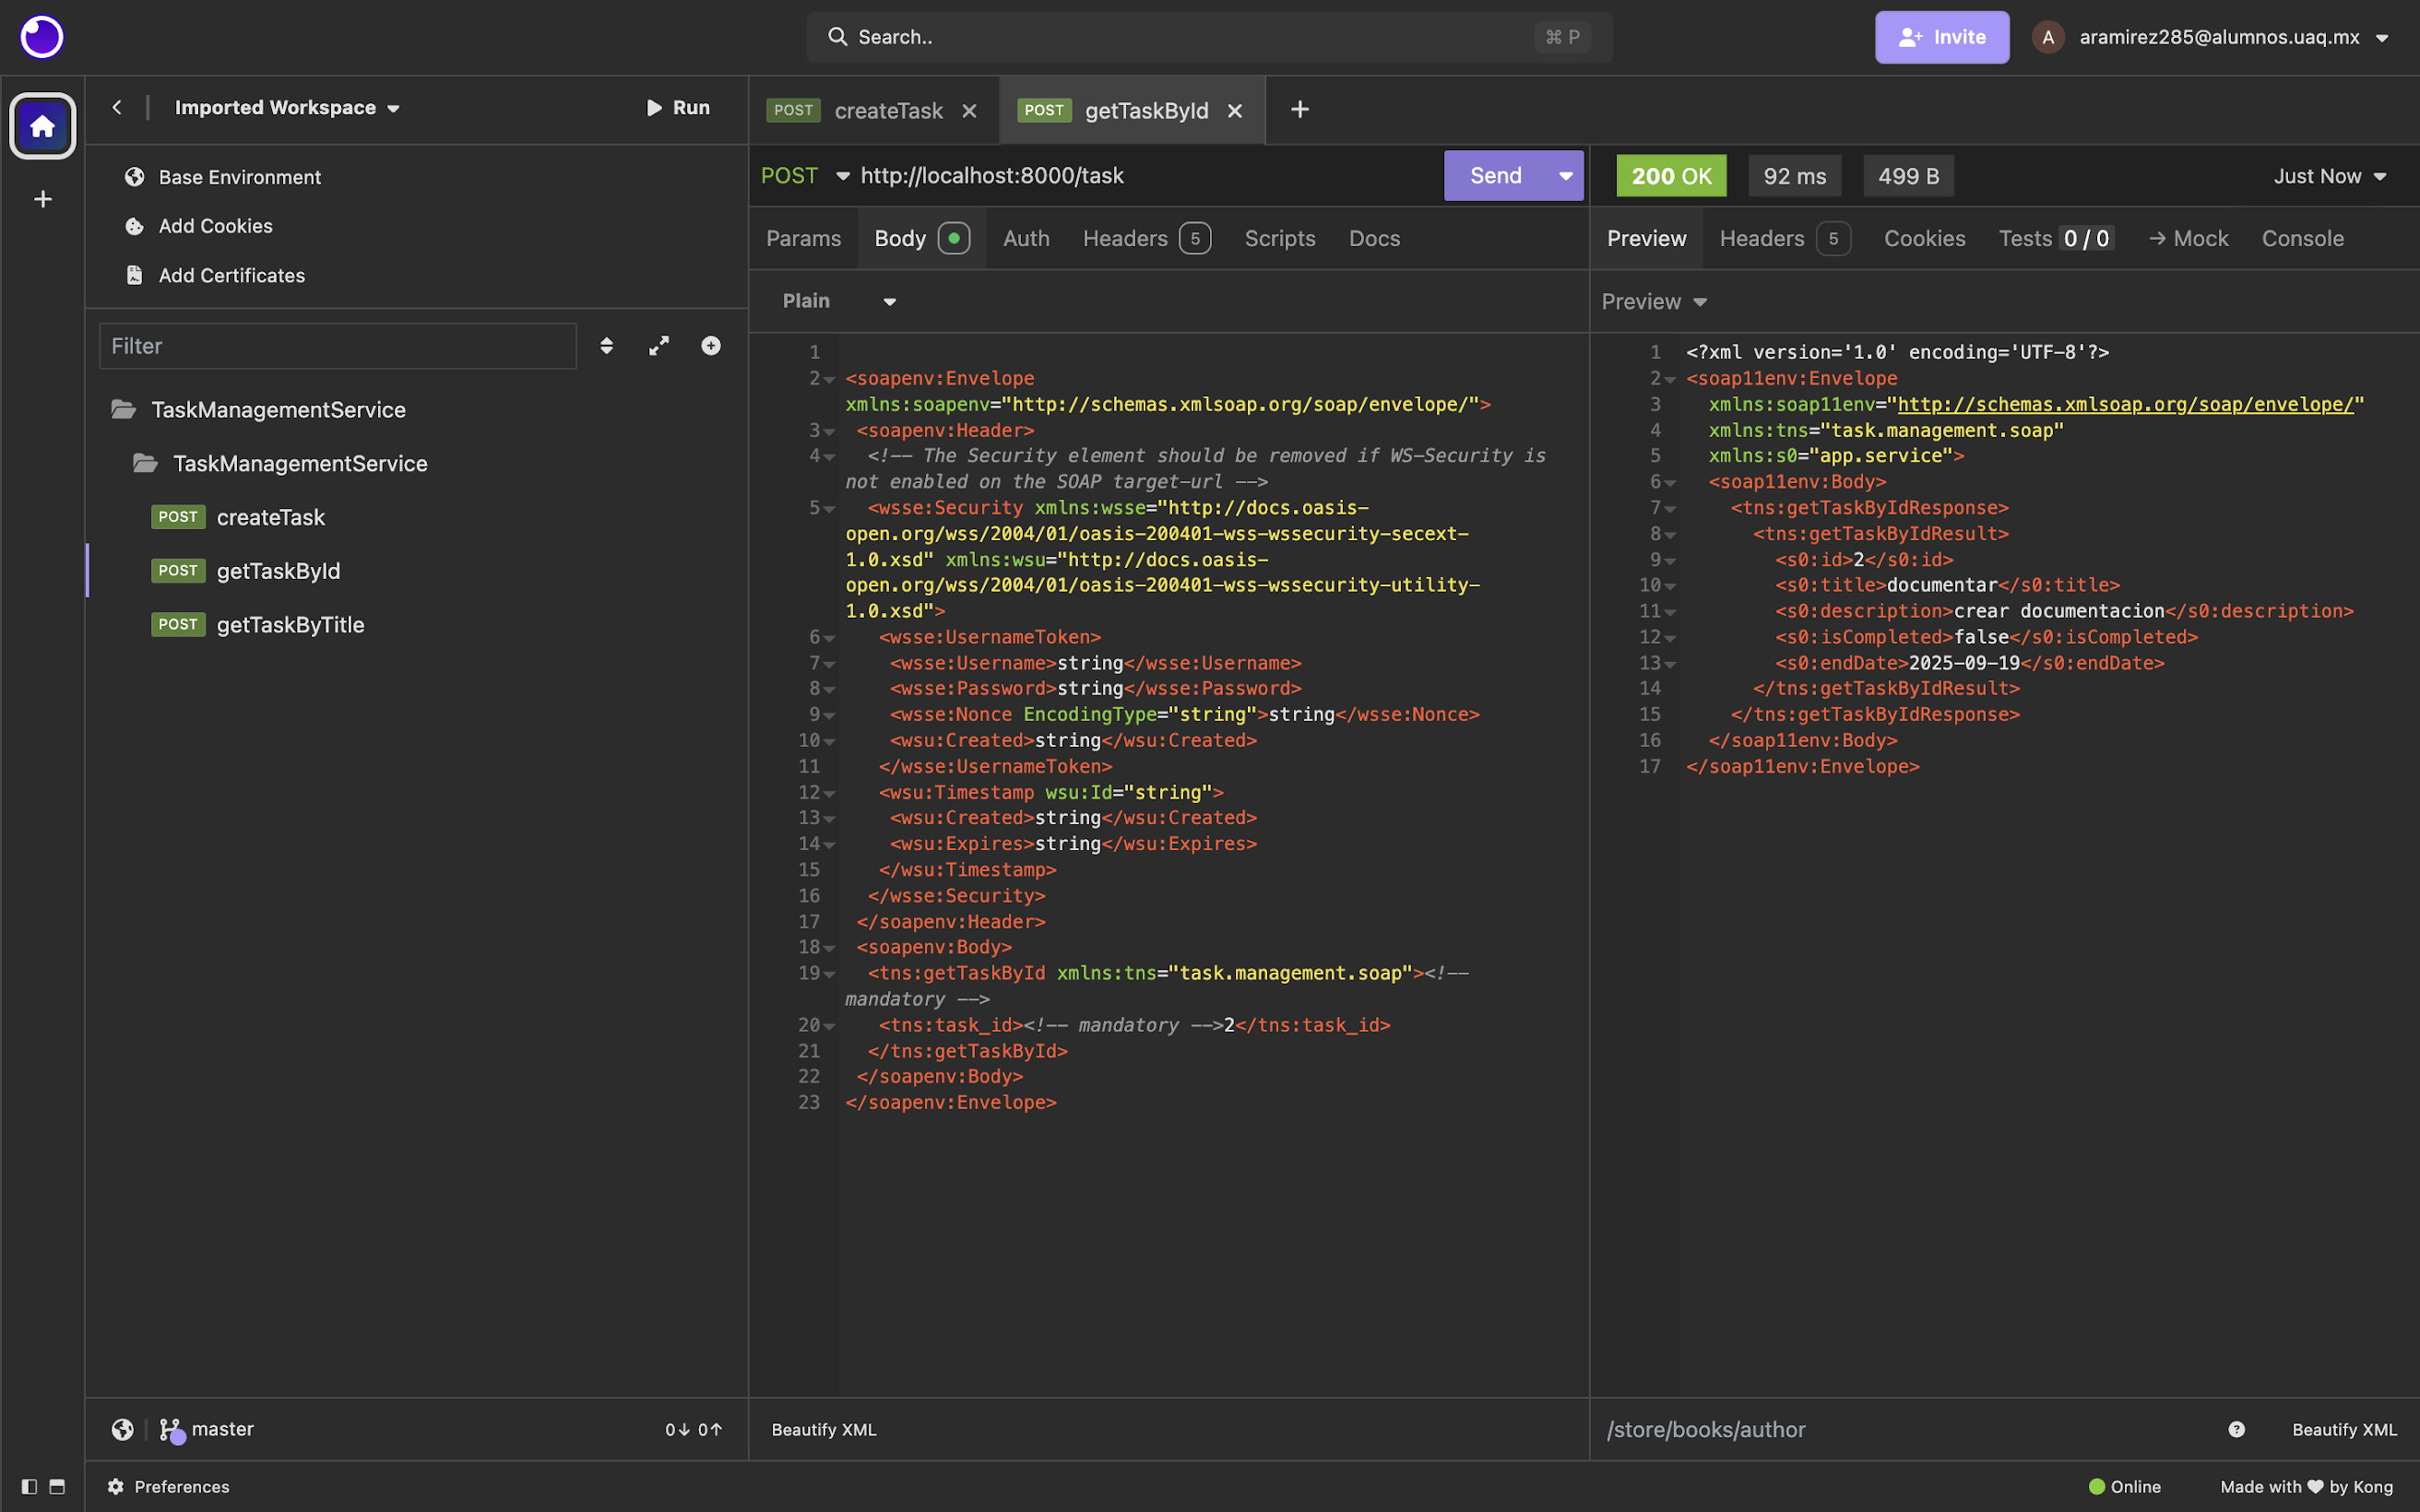 Search..
⌘ P
Invite
A
aramirez285@alumnos.uaq.mx
Imported Workspace
Run
Base Environment
Add Cookies
Add Certificates
Filter
TaskManagementService
TaskManagementService
POST createTask
POST getTaskById
POST getTaskByTitle
master
0↓ 0↑
Preferences
POST createTask
POST getTaskById
POST http://localhost:8000/task
Send
Params
Body
Auth
Headers 5
Scripts
Docs
Plain
1
2 <soapenv:Envelope
xmlns:soapenv="http://schemas.xmlsoap.org/soap/envelope/">
3 <soapenv:Header>
4 <!-- The Security element should be removed if WS-Security is
not enabled on the SOAP target-url -->
5 <wsse:Security xmlns:wsse="http://docs.oasis-
open.org/wss/2004/01/oasis-200401-wss-wssecurity-secext-
1.0.xsd" xmlns:wsu="http://docs.oasis-
open.org/wss/2004/01/oasis-200401-wss-wssecurity-utility-
1.0.xsd">
6 <wsse:UsernameToken>
7 <wsse:Username>string</wsse:Username>
8 <wsse:Password>string</wsse:Password>
9 <wsse:Nonce EncodingType="string">string</wsse:Nonce>
10 <wsu:Created>string</wsu:Created>
11 </wsse:UsernameToken>
12 <wsu:Timestamp wsu:Id="string">
13 <wsu:Created>string</wsu:Created>
14 <wsu:Expires>string</wsu:Expires>
15 </wsu:Timestamp>
16 </wsse:Security>
17 </soapenv:Header>
18 <soapenv:Body>
19 <tns:getTaskById xmlns:tns="task.management.soap"><!--
mandatory -->
20 <tns:task_id><!-- mandatory -->2</tns:task_id>
21 </tns:getTaskById>
22 </soapenv:Body>
23 </soapenv:Envelope>
Beautify XML
200 OK
92 ms
499 B
Just Now
Preview
Headers 5
Cookies
Tests 0 / 0
→ Mock
Console
Preview
1 <?xml version='1.0' encoding='UTF-8'?>
2 <soap11env:Envelope
3 xmlns:soap11env="http://schemas.xmlsoap.org/soap/envelope/"
4 xmlns:tns="task.management.soap"
5 xmlns:s0="app.service">
6 <soap11env:Body>
7 <tns:getTaskByIdResponse>
8 <tns:getTaskByIdResult>
9 <s0:id>2</s0:id>
10 <s0:title>documentar</s0:title>
11 <s0:description>crear documentacion</s0:description>
12 <s0:isCompleted>false</s0:isCompleted>
13 <s0:endDate>2025-09-19</s0:endDate>
14 </tns:getTaskByIdResult>
15 </tns:getTaskByIdResponse>
16 </soap11env:Body>
17 </soap11env:Envelope>
/store/books/author
Beautify XML
Online
Made with ♥ by Kong